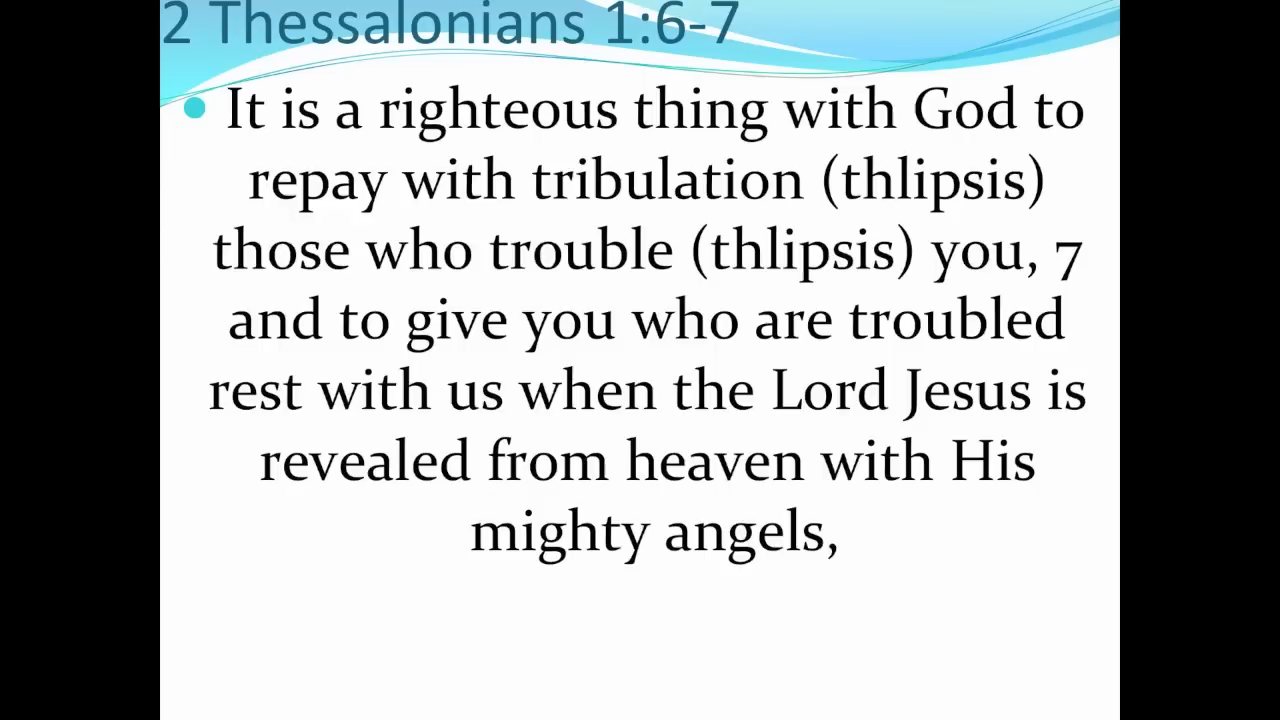 2 Thessalonians 1:6-7
• It is a righteous thing with God to
repay with tribulation (thlipsis)
those who trouble (thlipsis) you, 7
and to give you who are troubled
rest with us when the Lord Jesus is
revealed from heaven with His
mighty angels,